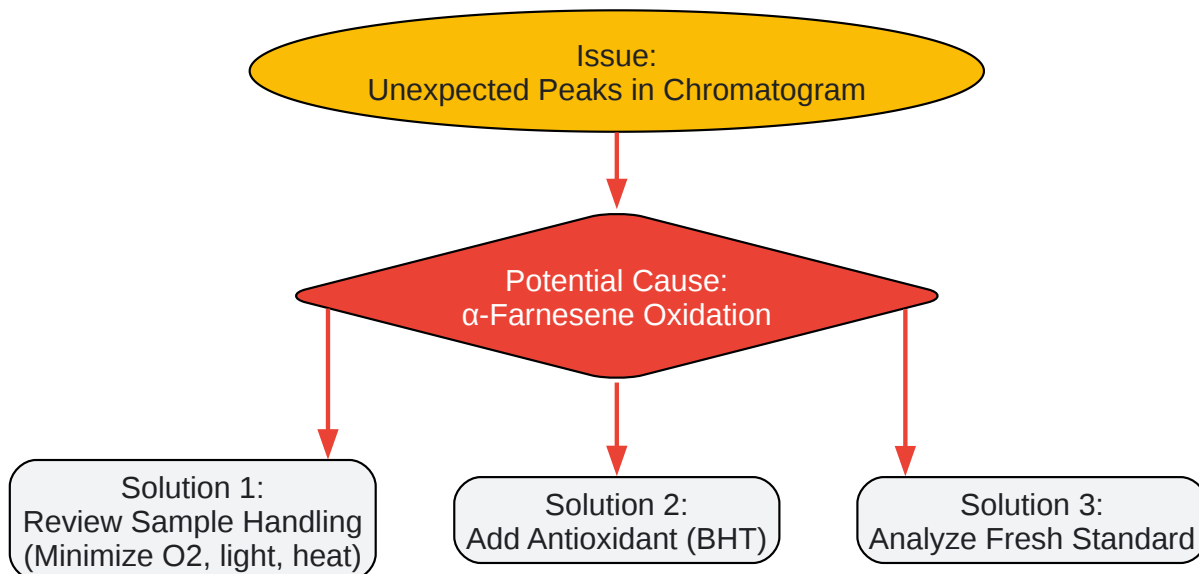 Issue:
Unexpected Peaks in Chromatogram
Potential Cause:
α-Farnesene Oxidation
Solution 1:
Review Sample Handling
(Minimize O2, light, heat)
Solution 2:
Add Antioxidant (BHT)
Solution 3:
Analyze Fresh Standard